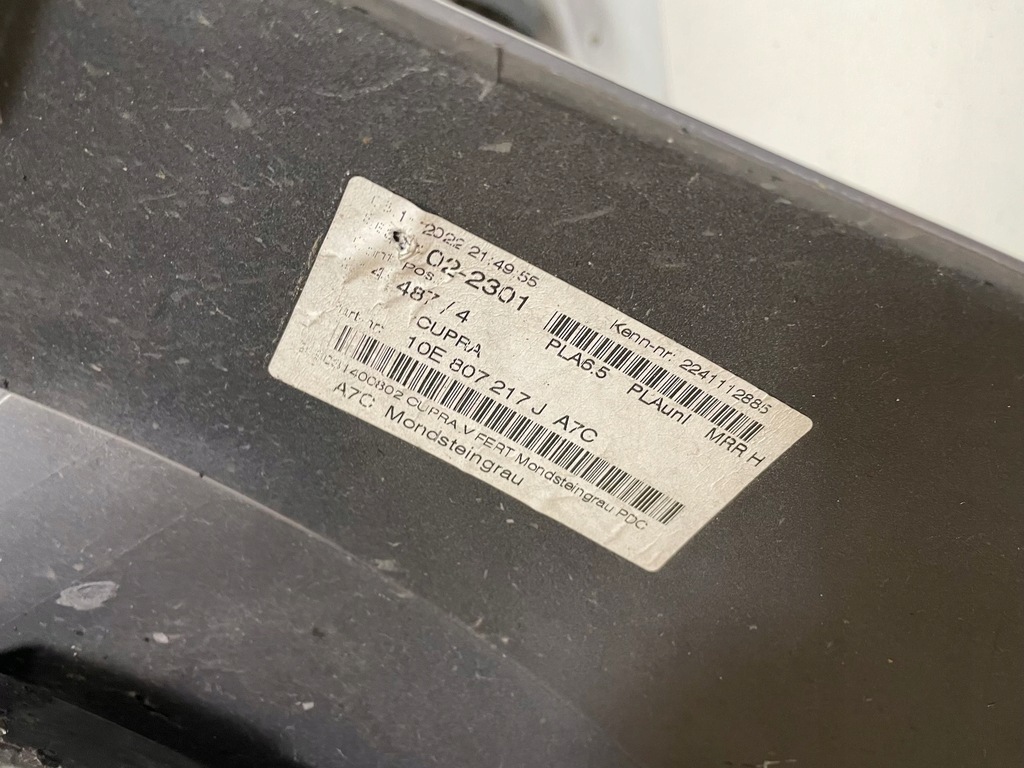 2022 21:49:55
02-2301
Kenn-nr. 2241112885
Pos
487 / 4
PLA6.5 PLAunI MRR H
CUPRA
10E 807 217 J A7C
CUPRA.V FERT.Mondsteingrau PDC
A7C Mondsteingrau